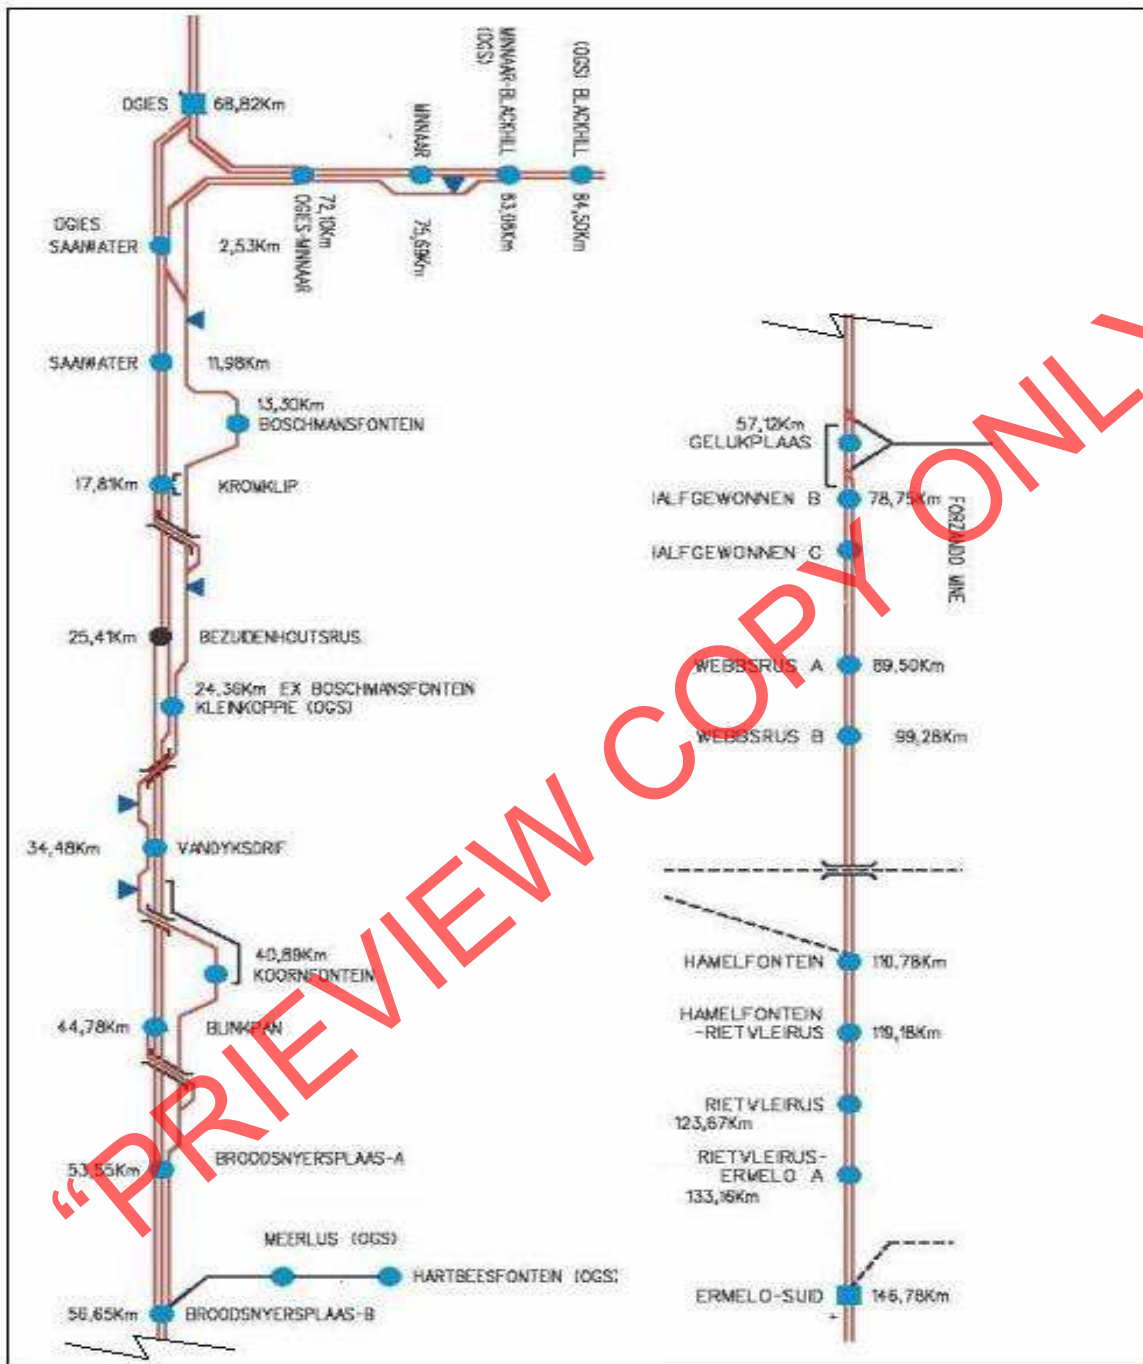 OGIES
68,82Km
MINNAAR
MINNAAR-BLACKHILL
(OGS)
(OGS) BLACKHILL
72,10Km
OGIES-MINNAAR
75,69Km
83,08Km
84,50Km
OGIES
SAAIWATER
2,53Km
SAAIWATER
11,98Km
13,30Km
BOSCHMANSFONTEIN
17,81Km
KROMKLIP
25,41Km
BEZUIDENHOUTSRUS
24,36Km EX BOSCHMANSFONTEIN
KLEINKOPPIE (OGS)
34,48Km
VANDYKSDRIF
40,89Km
KOORNFONTEIN
44,78Km
BLINKPAN
53,55Km
BROODSNYERSPLAAS-A
MEERLUS (OGS)
HARTBEESFONTEIN (OGS)
56,65Km
BROODSNYERSPLAAS-B
57,12Km
GELUKPLAAS
FORZANDO MINE
HALFGEWONNEN B
78,75Km
HALFGEWONNEN C
WEBBSRUS A
89,50Km
WEBBSRUS B
99,28Km
HAMELFONTEIN
110,78Km
HAMELFONTEIN
-RIETVLEIRUS
119,18Km
RIETVLEIRUS
123,67Km
RIETVLEIRUS-
ERMELO A
133,16Km
ERMELO-SUID
146,78Km
“PRIEVIEW COPY ONLY